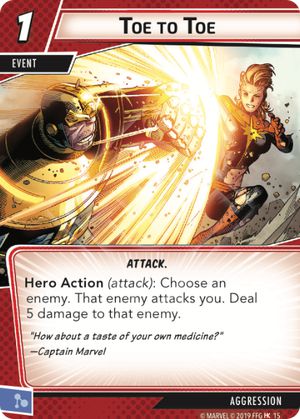 1
TOE TO TOE
EVENT
ATTACK.
Hero Action (attack): Choose an
enemy. That enemy attacks you. Deal
5 damage to that enemy.
"How about a taste of your own medicine?"
—Captain Marvel
AGGRESSION
© MARVEL © 2019 FFG HK 15